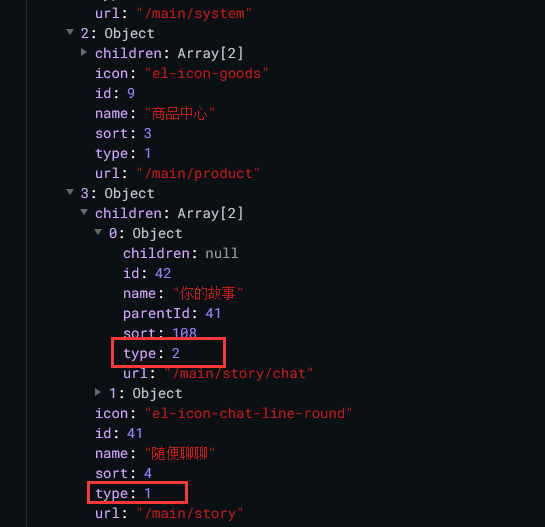 url: "/main/system"
2: Object
children: Array[2]
icon: "el-icon-goods"
id: 9
name: "商品中心"
sort: 3
type: 1
url: "/main/product"
3: Object
children: Array[2]
0: Object
children: null
id: 42
name: "你的故事"
parentId: 41
sort: 108
type: 2
url: "/main/story/chat"
1: Object
icon: "el-icon-chat-line-round"
id: 41
name: "随便聊聊"
sort: 4
type: 1
url: "/main/story"